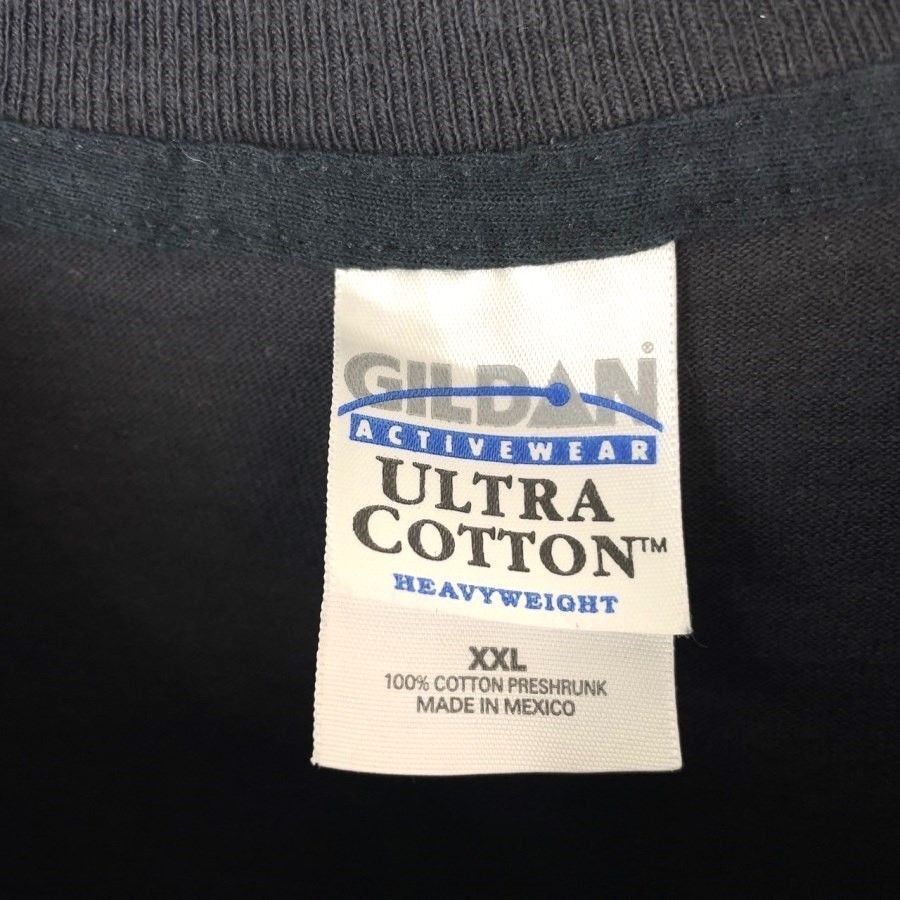 GILDAN®
ACTIVEWEAR
ULTRA
COTTON™
HEAVYWEIGHT
XXL
100% COTTON PRESHRUNK
MADE IN MEXICO